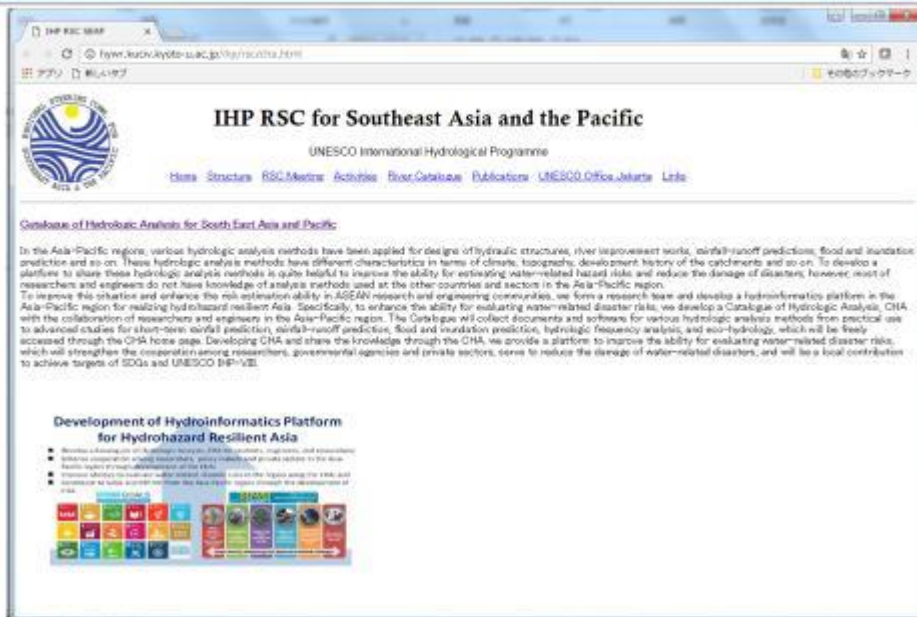 IHP RSC SEAP
hywr.kuciv.kyoto-u.ac.jp/ihp/rsc/cha.html
アプリ 新しいタブ
その他のブックマーク
IHP RSC for Southeast Asia and the Pacific
UNESCO International Hydrological Programme
Home Structure RSC Meeting Activities River Catalogue Publications UNESCO Office Jakarta Links
Catalogue of Hydrologic Analysis for South East Asia and Pacific
In the Asia-Pacific regions, various hydrologic analysis methods have been applied for designs of hydraulic structures, river improvement works, rainfall-runoff predictions, flood and inundation
prediction and so on. These hydrologic analysis methods have different characteristics in terms of climate, topography, development history of the catchments and so on. To develop a
platform to share these hydrologic analysis methods is quite helpful to improve the ability for estimating water-related hazard risks and reduce the damage of disasters, however, most of
researchers and engineers do not have knowledge of analysis methods used at the other countries and sectors in the Asia-Pacific region.
To improve this situation and enhance the risk estimation ability in ASEAN research and engineering communities, we form a research team and develop a hydroinformatics platform in the
Asia-Pacific region for realizing hydrohazard resilient Asia. Specifically, to enhance the ability for evaluating water-related disaster risks, we develop a Catalogue of Hydrologic Analysis, CHA
with the collaboration of researchers and engineers in the Asia-Pacific region. The Catalogue will collect documents and software for various hydrologic analysis methods from practical use
to advanced studies for short-term rainfall prediction, rainfall-runoff prediction, flood and inundation prediction, hydrologic frequency analysis, and eco-hydrology, which will be freely
accessed through the CHA home page. Developing CHA and share the knowledge through the CHA, we provide a platform to improve the ability for evaluating water-related disaster risks,
which will strengthen the cooperation among researchers, governmental agencies and private sectors, serve to reduce the damage of water-related disasters, and will be a local contribution
to achieve targets of SDGs and UNESCO IHP-VIII.
Development of Hydroinformatics Platform
for Hydrohazard Resilient Asia